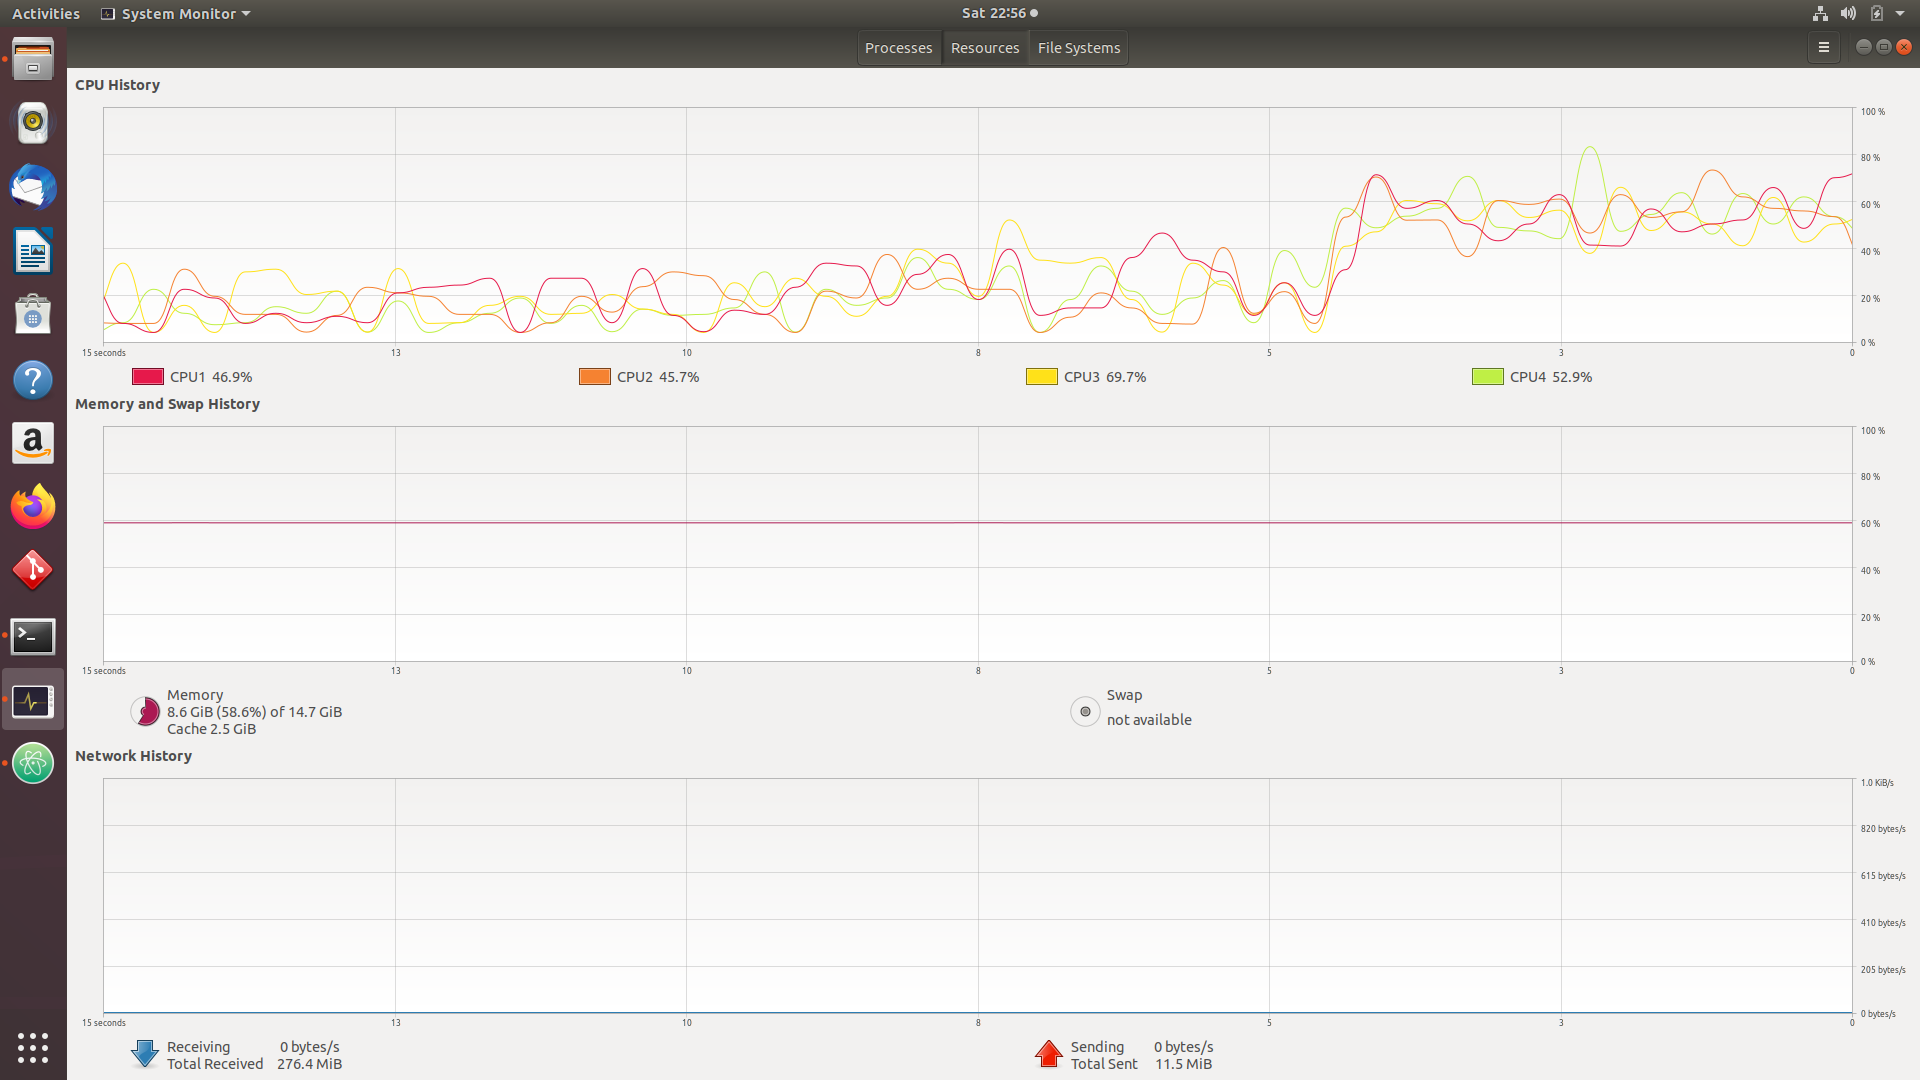 Activities System Monitor Sat 22:56
Processes Resources File Systems
CPU History
100 %
80 %
60 %
40 %
20 %
0 %
15 seconds 13 10 8 5 3 0
CPU1 46.9% CPU2 45.7% CPU3 69.7% CPU4 52.9%
Memory and Swap History
100 %
80 %
60 %
40 %
20 %
0 %
15 seconds 13 10 8 5 3 0
Memory
8.6 GiB (58.6%) of 14.7 GiB
Cache 2.5 GiB
Swap
not available
Network History
1.0 KiB/s
820 bytes/s
615 bytes/s
410 bytes/s
205 bytes/s
0 bytes/s
15 seconds 13 10 8 5 3 0
Receiving 0 bytes/s
Total Received 276.4 MiB
Sending 0 bytes/s
Total Sent 11.5 MiB